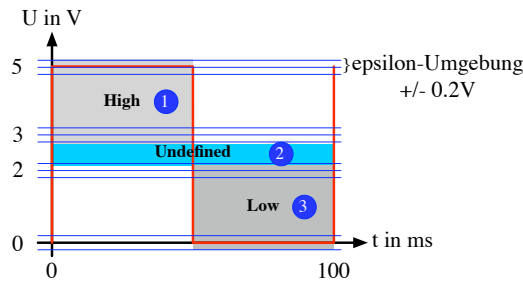 U in V
5
}epsilon-Umgebung
+/- 0.2V
High 1
3
Undefined 2
2
Low 3
0
t in ms
0
100